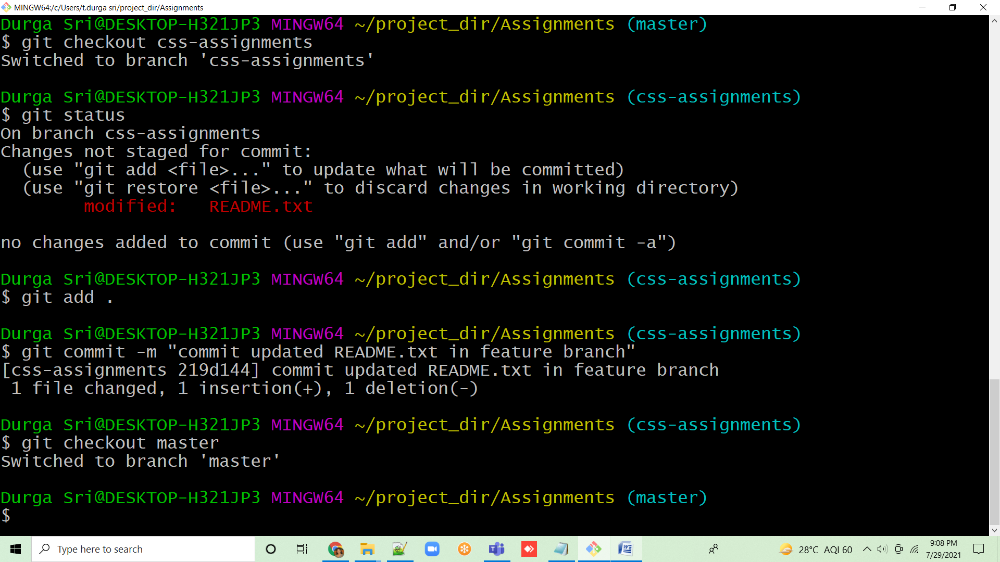 MINGW64:/c/Users/t.durga sri/project_dir/Assignments
Durga Sri@DESKTOP-H321JP3 MINGW64 ~/project_dir/Assignments (master)
$ git checkout css-assignments
Switched to branch 'css-assignments'
Durga Sri@DESKTOP-H321JP3 MINGW64 ~/project_dir/Assignments (css-assignments)
$ git status
On branch css-assignments
Changes not staged for commit:
  (use "git add <file>..." to update what will be committed)
  (use "git restore <file>..." to discard changes in working directory)
        modified:   README.txt
no changes added to commit (use "git add" and/or "git commit -a")
Durga Sri@DESKTOP-H321JP3 MINGW64 ~/project_dir/Assignments (css-assignments)
$ git add .
Durga Sri@DESKTOP-H321JP3 MINGW64 ~/project_dir/Assignments (css-assignments)
$ git commit -m "commit updated README.txt in feature branch"
[css-assignments 219d144] commit updated README.txt in feature branch
 1 file changed, 1 insertion(+), 1 deletion(-)
Durga Sri@DESKTOP-H321JP3 MINGW64 ~/project_dir/Assignments (css-assignments)
$ git checkout master
Switched to branch 'master'
Durga Sri@DESKTOP-H321JP3 MINGW64 ~/project_dir/Assignments (master)
$
Type here to search
28°C AQI 60
9:08 PM
7/29/2021